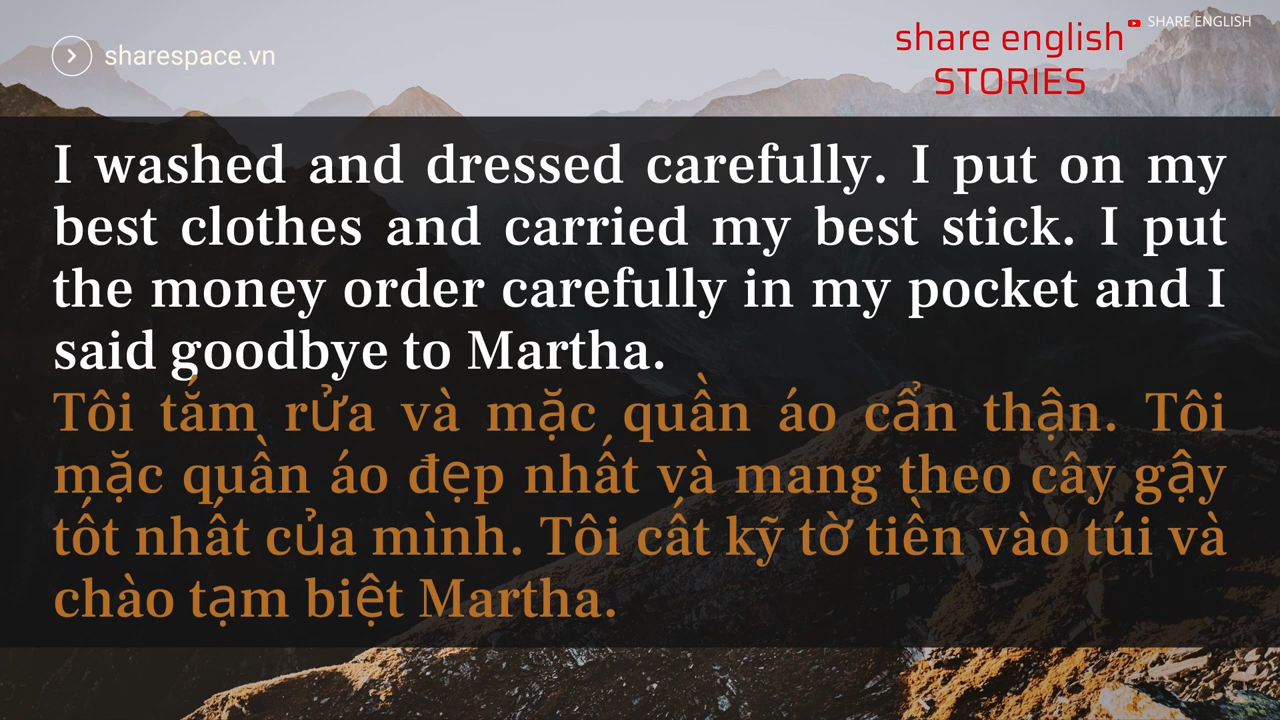 sharespace.vn
share english
STORIES
SHARE ENGLISH
I washed and dressed carefully. I put on my
best clothes and carried my best stick. I put
the money order carefully in my pocket and I
said goodbye to Martha.
Tôi tắm rửa và mặc quần áo cẩn thận. Tôi
mặc quần áo đẹp nhất và mang theo cây gậy
tốt nhất của mình. Tôi cất kỹ tờ tiền vào túi và
chào tạm biệt Martha.